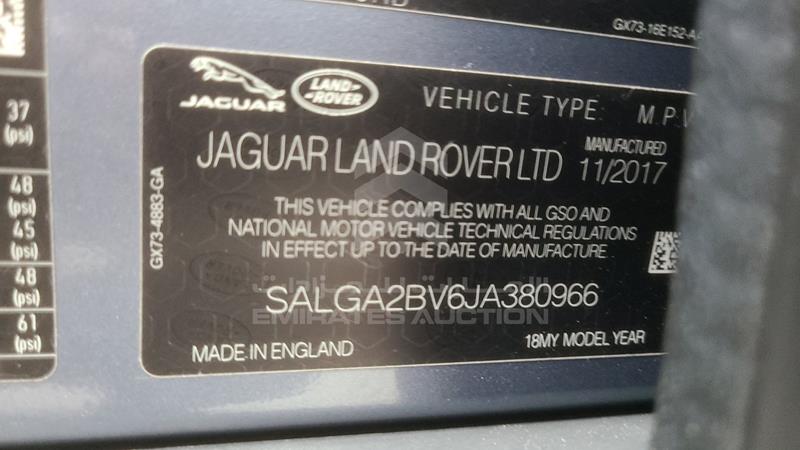 GX73-16E152-A
37
(psi)
48
(psi)
45
(psi)
48
(psi)
61
(psi)
GX73-4883-GA
JAGUAR
LAND-
-ROVER
VEHICLE TYPE: M.P.V
JAGUAR LAND ROVER LTD
MANUFACTURED
11/2017
THIS VEHICLE COMPLIES WITH ALL GSO AND
NATIONAL MOTOR VEHICLE TECHNICAL REGULATIONS
IN EFFECT UP TO THE DATE OF MANUFACTURE
الإمارات للمزادات
SALGA2BV6JA380966
EMIRATES AUCTION
MADE IN ENGLAND
18MY MODEL YEAR